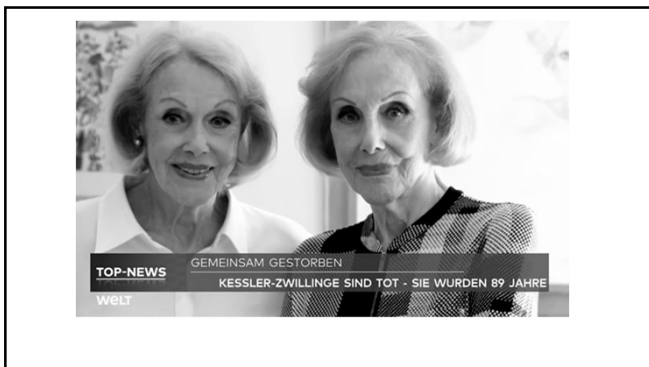 GEMEINSAM GESTORBEN
TOP-NEWS
KESSLER-ZWILLINGE SIND TOT - SIE WURDEN 89 JAHRE
WELT